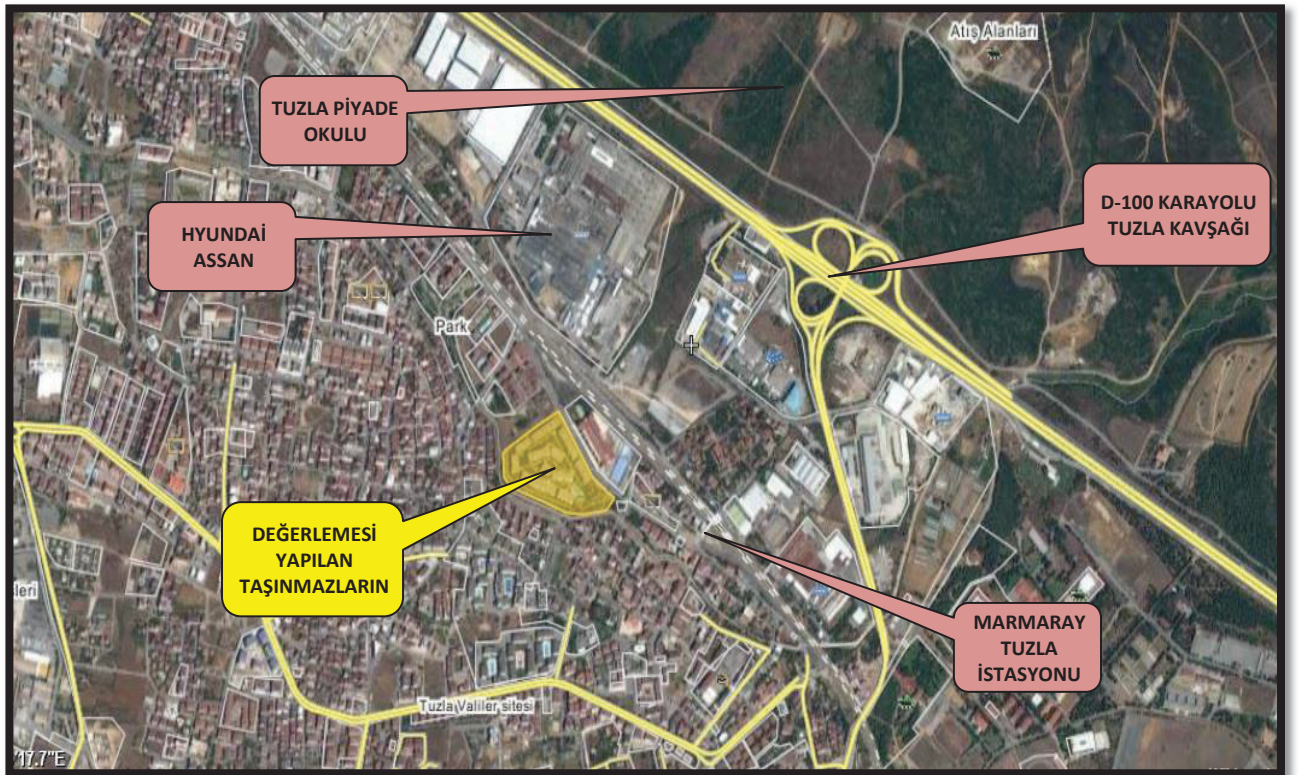 Atış Alanları
TUZLA PİYADE
OKULU
D-100 KARAYOLU
TUZLA KAVŞAĞI
HYUNDAİ
ASSAN
Park
DEĞERLEMESİ
YAPILAN
TAŞINMAZLARIN
MARMARAY
TUZLA
İSTASYONU
Tuzla Valiler sitesi
'17.7"E